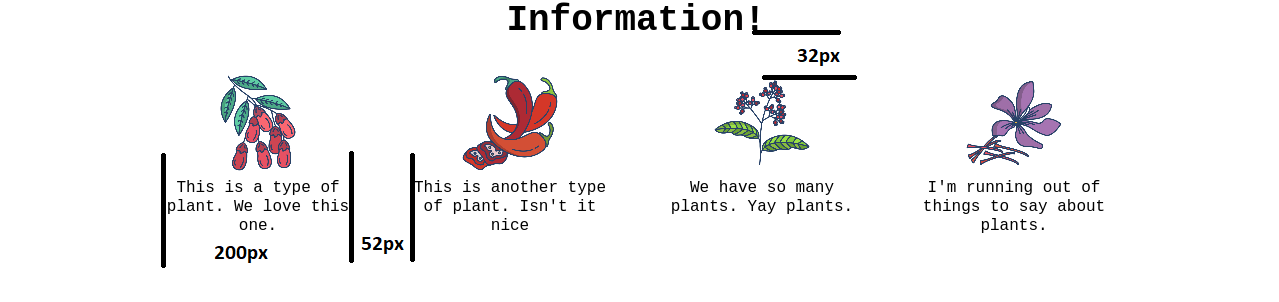 Information!
32px
This is a type of
plant. We love this
one.
This is another type
of plant. Isn't it
nice
We have so many
plants. Yay plants.
I'm running out of
things to say about
plants.
200px
52px